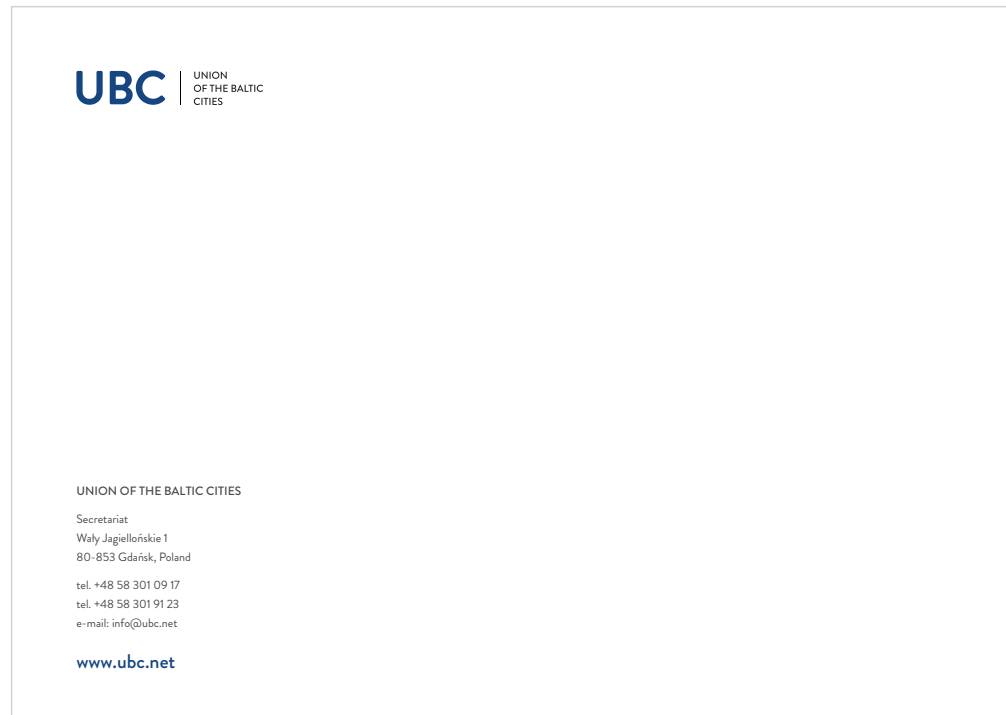 UBC
UNION
OF THE BALTIC
CITIES
UNION OF THE BALTIC CITIES
Secretariat
Wały Jagiellońskie 1
80-853 Gdańsk, Poland
tel. +48 58 301 09 17
tel. +48 58 301 91 23
e-mail: info@ubc.net
www.ubc.net